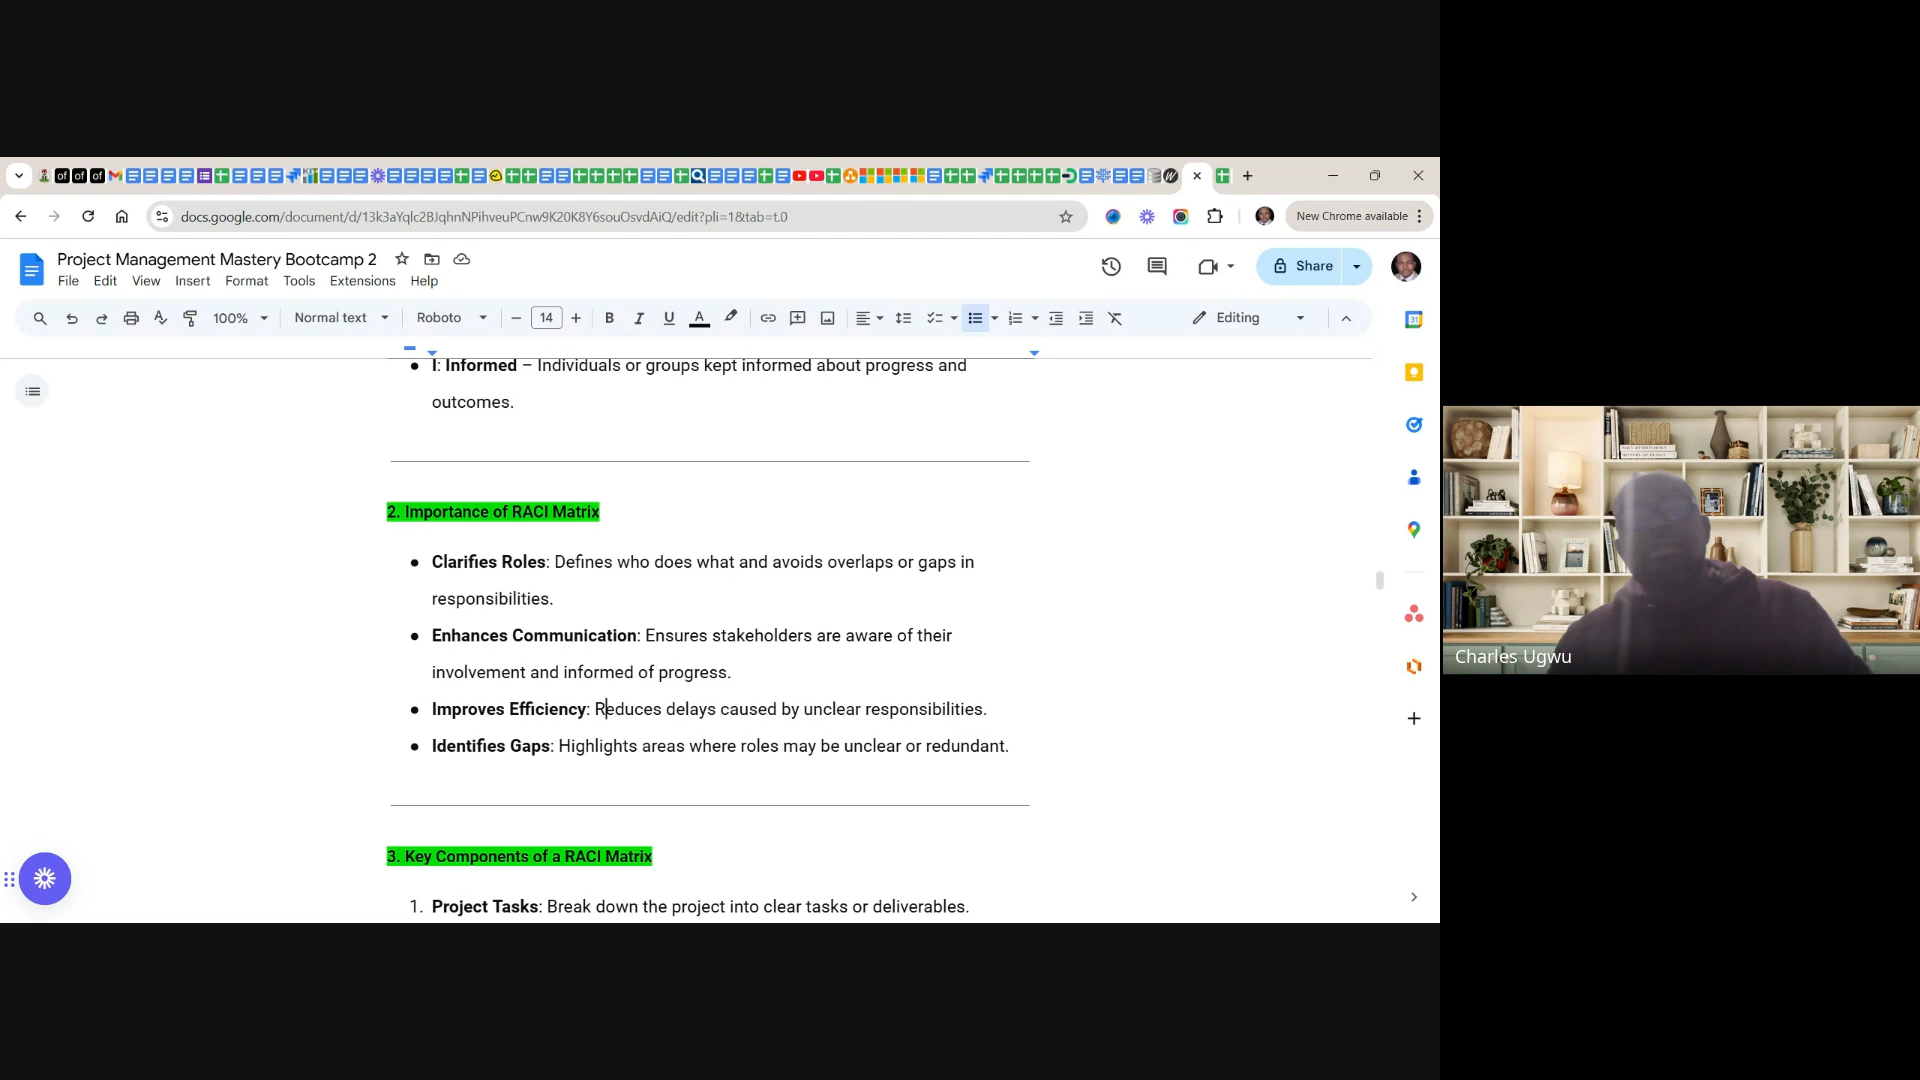 docs.google.com/document/d/13k3aYqlc2BJqhnNPihveuPCnw9K20K8Y6souOsvdAiQ/edit?pli=1&tab=t.0
New Chrome available
Project Management Mastery Bootcamp 2
File Edit View Insert Format Tools Extensions Help
Share
100% Normal text Roboto 14 B I U A Editing
I: Informed – Individuals or groups kept informed about progress and
outcomes.
2. Importance of RACI Matrix
Clarifies Roles: Defines who does what and avoids overlaps or gaps in
responsibilities.
Enhances Communication: Ensures stakeholders are aware of their
involvement and informed of progress.
Improves Efficiency: Reduces delays caused by unclear responsibilities.
Identifies Gaps: Highlights areas where roles may be unclear or redundant.
3. Key Components of a RACI Matrix
1. Project Tasks: Break down the project into clear tasks or deliverables.
Charles Ugwu